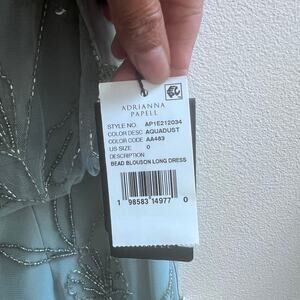 ADRIANNA
PAPELL
STYLE NO. AP1E212034
COLOR DESC AQUADUST
COLOR CODE AA483
US SIZE 0
DESCRIPTION
BEAD BLOUSON LONG DRESS
1 98583 14977 0